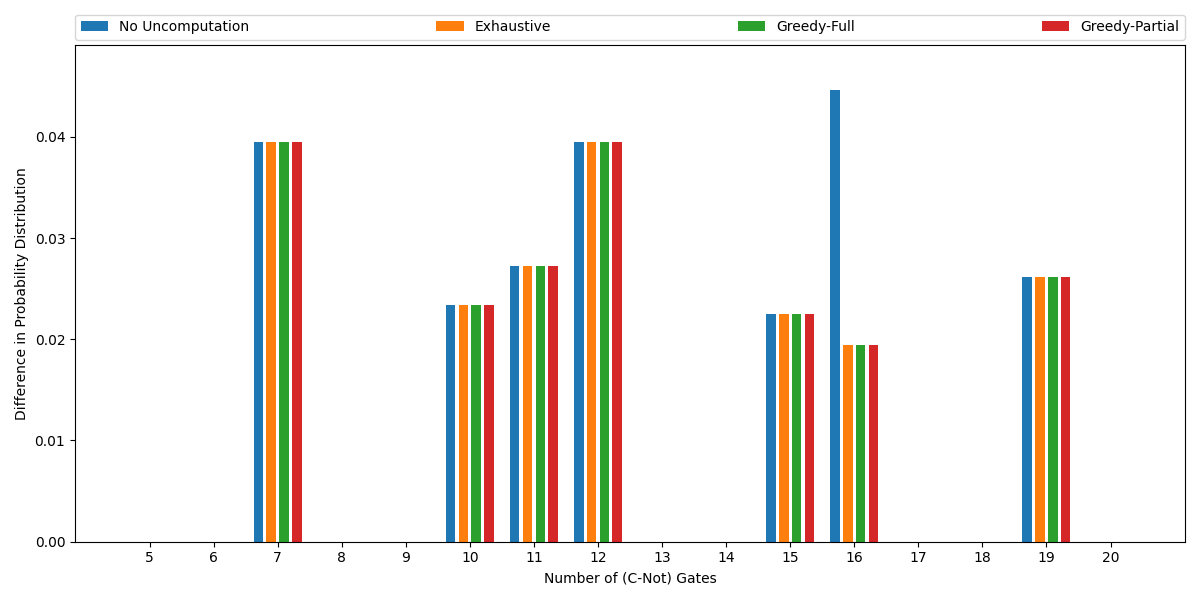 No Uncomputation Exhaustive Greedy-Full Greedy-Partial
Difference in Probability Distribution
0.04
0.03
0.02
0.01
0.00
5 6 7 8 9 10 11 12 13 14 15 16 17 18 19 20
Number of (C-Not) Gates